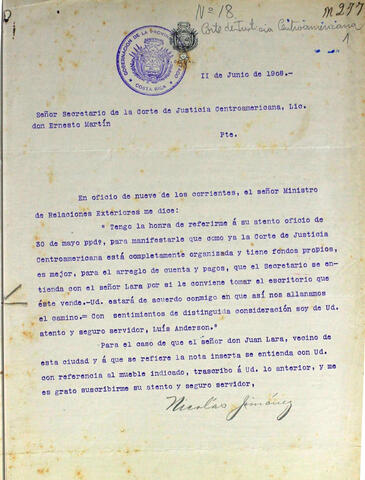 Nº 18.
m 277
Corte de Justicia Centroamericana
1
GOBERNACION DE LA PROVINCIA
COSTA RICA
11 de Junio de 1908.-
Señor Secretario de la Corte de Justicia Centroamericana, Lic.
don Ernesto Martín
Pte.
En oficio de nueve de los corrientes, el señor Ministro
de Relaciones Exteriores me dice:
" Tengo la honra de referirme á su atento oficio de
30 de mayo ppdº, para manifestarle que como ya la Corte de Justicia
Centroamericana está completamente organizada y tiene fondos propios,
es mejor, para el arreglo de cuenta y pagos, que el Secretario se en-
tienda con el señor Lara por si le conviene tomar el escritorio que
éste vende.-Ud. estará de acuerdo conmigo en que así nos allanamos
el camino.= Con sentimientos de distinguida consideración soy de Ud.
atento y seguro servidor, Luis Anderson."
Para el caso de que el señor don Juan Lara, vecino de
esta ciudad y á que se refiere la nota inserta se entienda con Ud.
con referencia al mueble indicado, trascribo á Ud. lo anterior, y me
es grato suscribirme su atento y seguro servidor,
Nicolás Jiménez